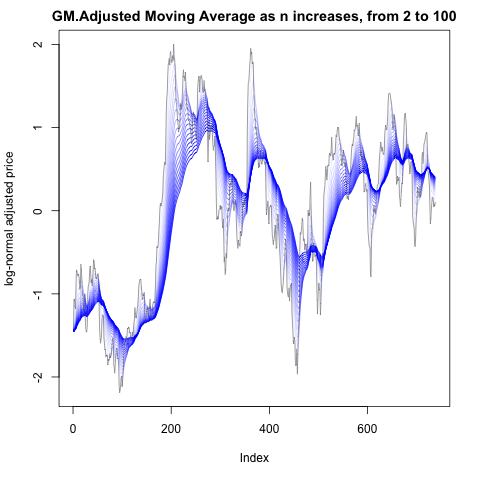 GM.Adjusted Moving Average as n increases, from 2 to 100
log-normal adjusted price
2
1
0
-1
-2
0 200 400 600
Index